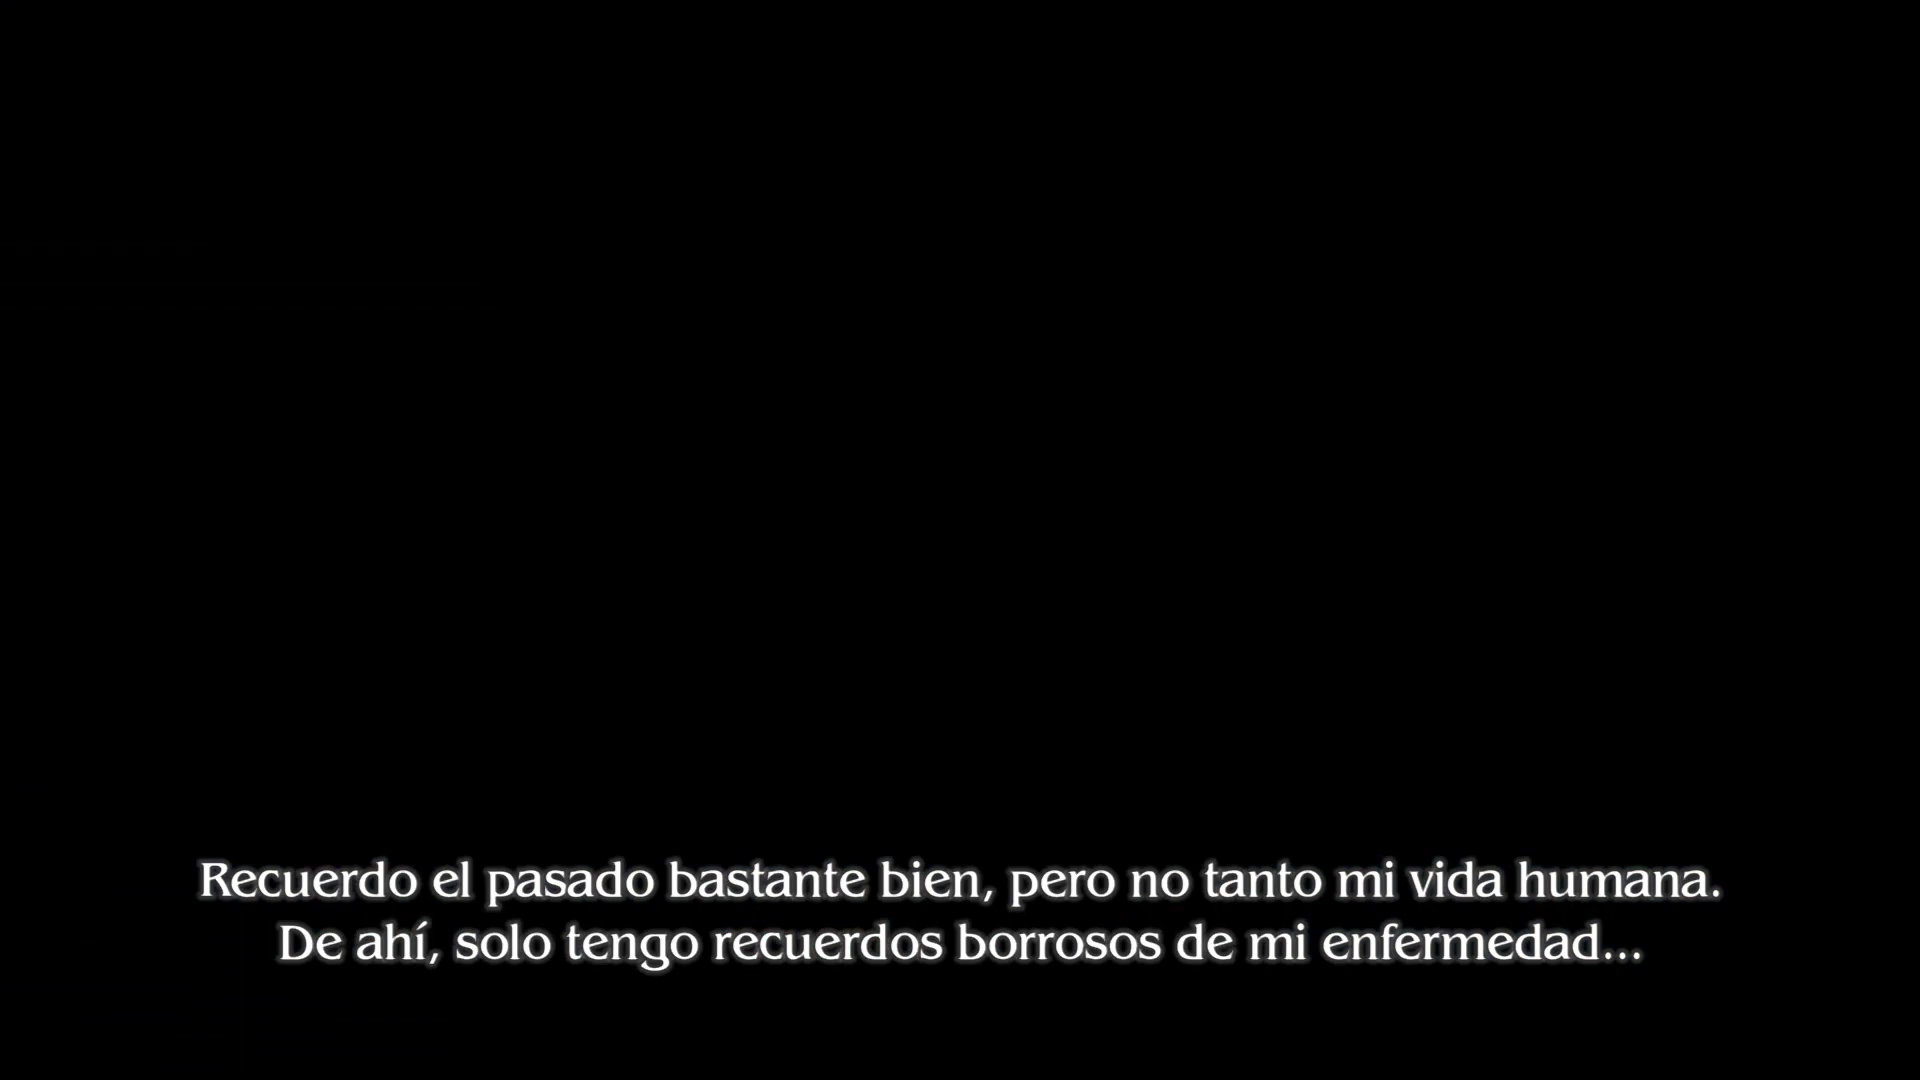 Recuerdo el pasado bastante bien, pero no tanto mi vida humana.
De ahí, solo tengo recuerdos borrosos de mi enfermedad...